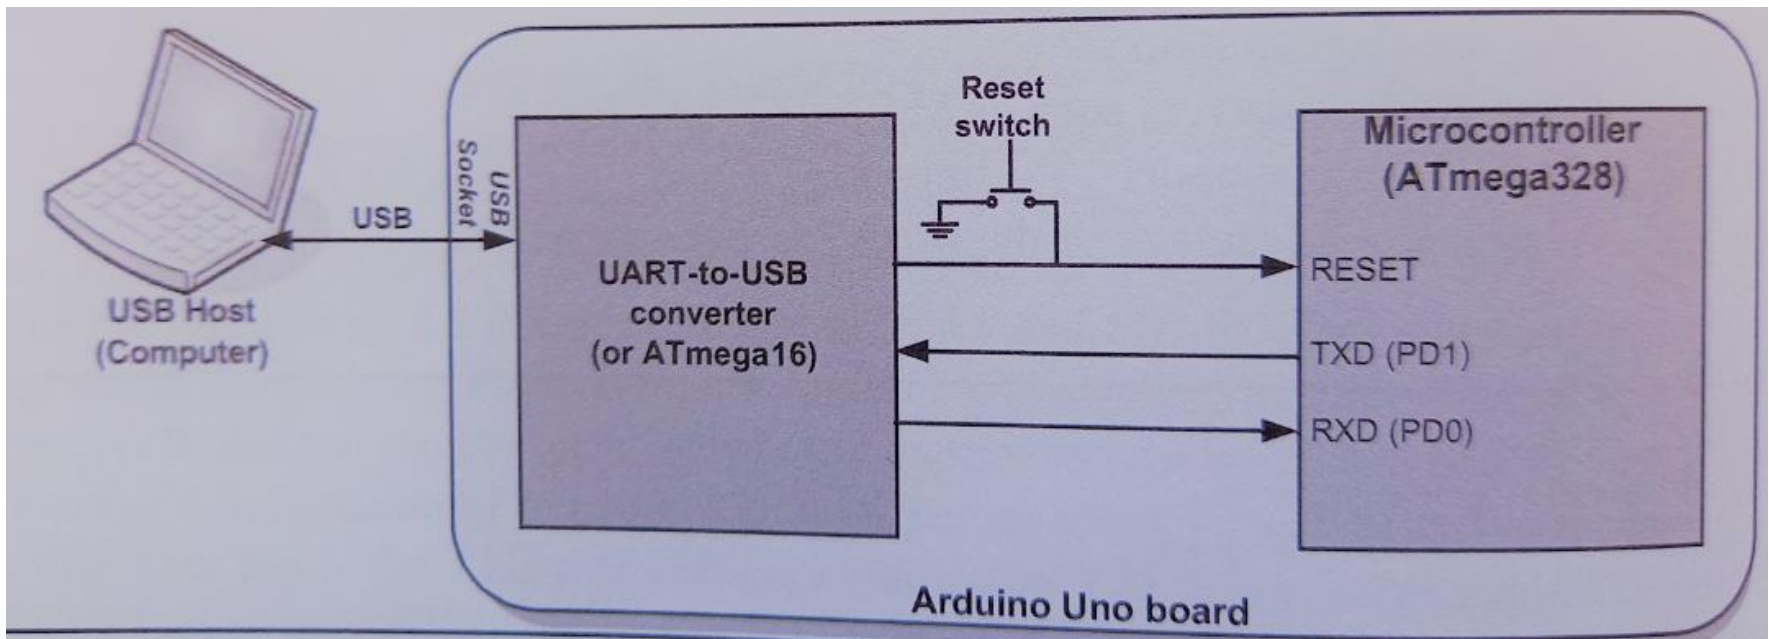 USB Host
(Computer)
USB
USB
Socket
UART-to-USB
converter
(or ATmega16)
Reset
switch
Microcontroller
(ATmega328)
RESET
TXD (PD1)
RXD (PD0)
Arduino Uno board